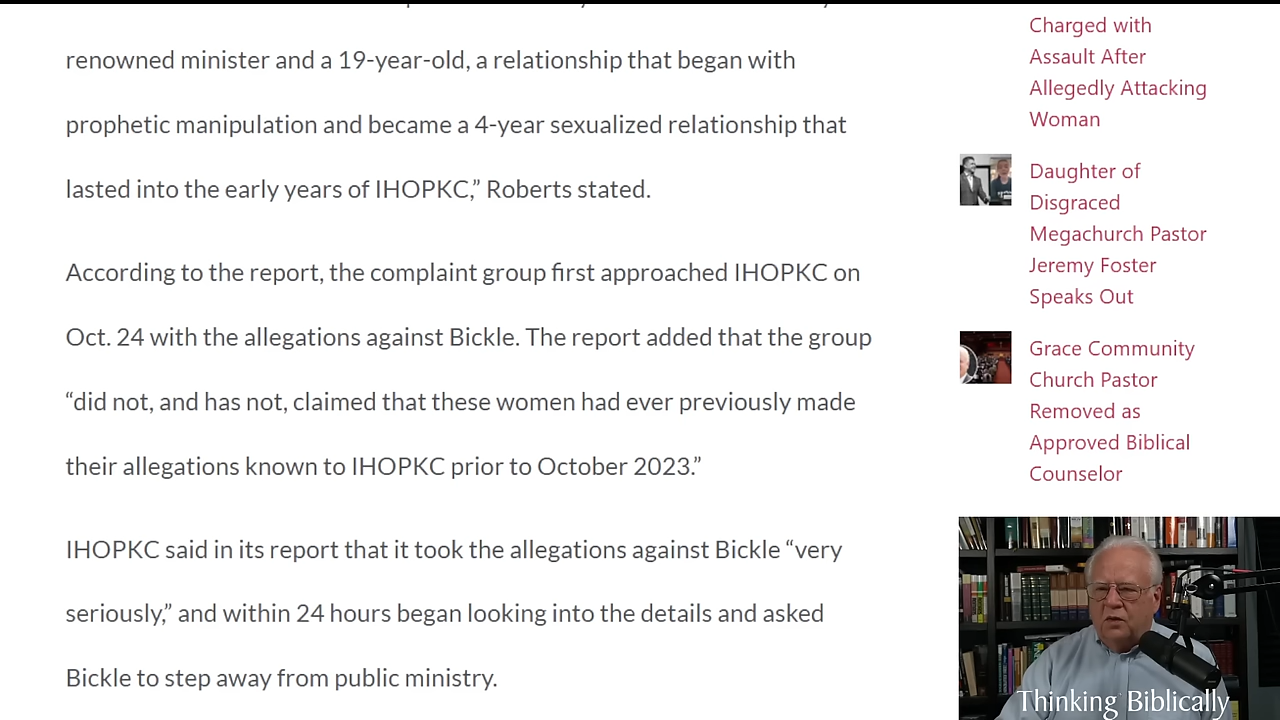 renowned minister and a 19-year-old, a relationship that began with
prophetic manipulation and became a 4-year sexualized relationship that
lasted into the early years of IHOPKC,” Roberts stated.
According to the report, the complaint group first approached IHOPKC on
Oct. 24 with the allegations against Bickle. The report added that the group
“did not, and has not, claimed that these women had ever previously made
their allegations known to IHOPKC prior to October 2023.”
IHOPKC said in its report that it took the allegations against Bickle “very
seriously,” and within 24 hours began looking into the details and asked
Bickle to step away from public ministry.
Charged with
Assault After
Allegedly Attacking
Woman
Daughter of
Disgraced
Megachurch Pastor
Jeremy Foster
Speaks Out
Grace Community
Church Pastor
Removed as
Approved Biblical
Counselor
Thinking Biblically